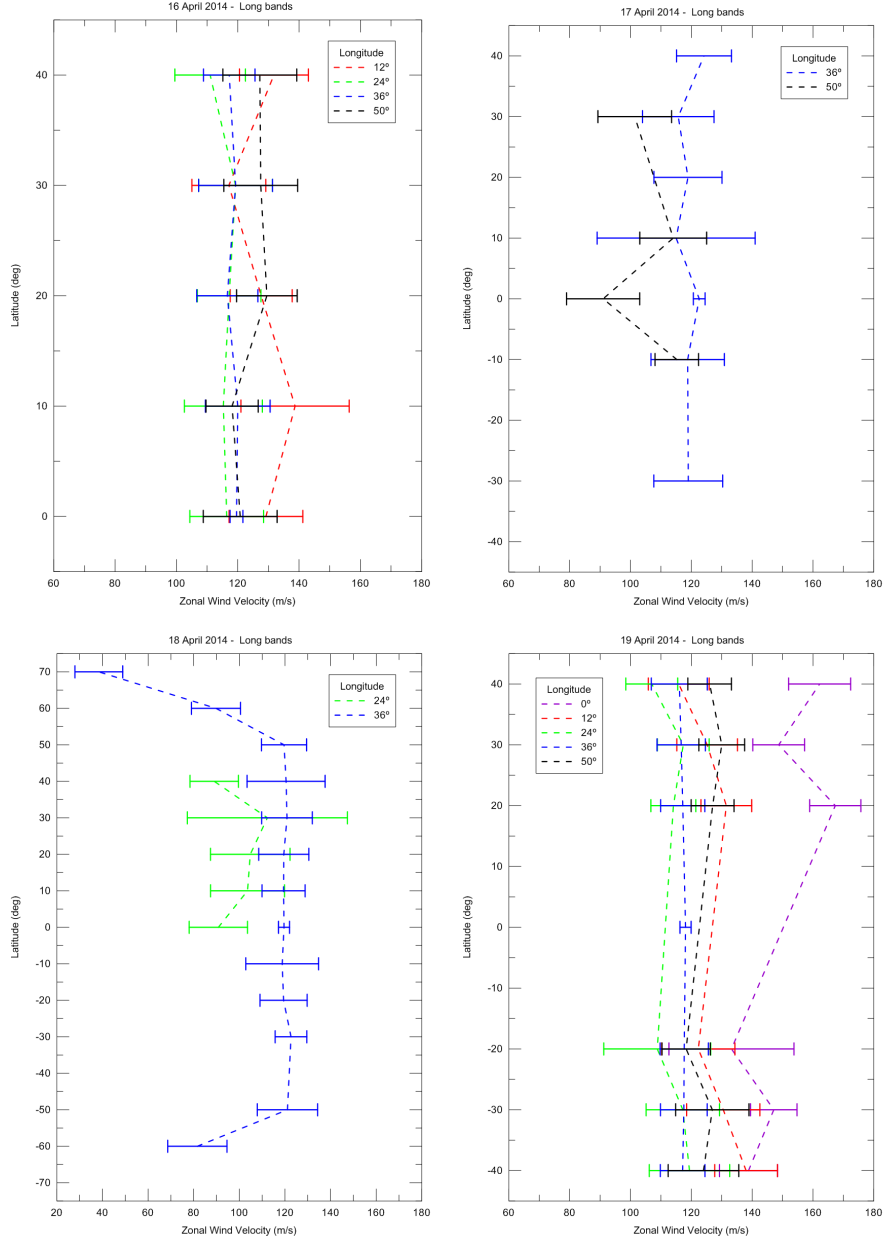 16 April 2014 - Long bands
Longitude
12º
24º
36º
50º
40
30
20
10
0
Latitude (deg)
60 80 100 120 140 160 180
Zonal Wind Velocity (m/s)
17 April 2014 - Long bands
Longitude
36º
50º
40
30
20
10
0
-10
-20
-30
-40
Latitude (deg)
60 80 100 120 140 160 180
Zonal Wind Velocity (m/s)
18 April 2014 - Long bands
Longitude
24º
36º
70
60
50
40
30
20
10
0
-10
-20
-30
-40
-50
-60
-70
Latitude (deg)
20 40 60 80 100 120 140 160 180
Zonal Wind Velocity (m/s)
19 April 2014 - Long bands
Longitude
0º
12º
24º
36º
50º
40
30
20
10
0
-10
-20
-30
-40
Latitude (deg)
60 80 100 120 140 160 180
Zonal Wind Velocity (m/s)